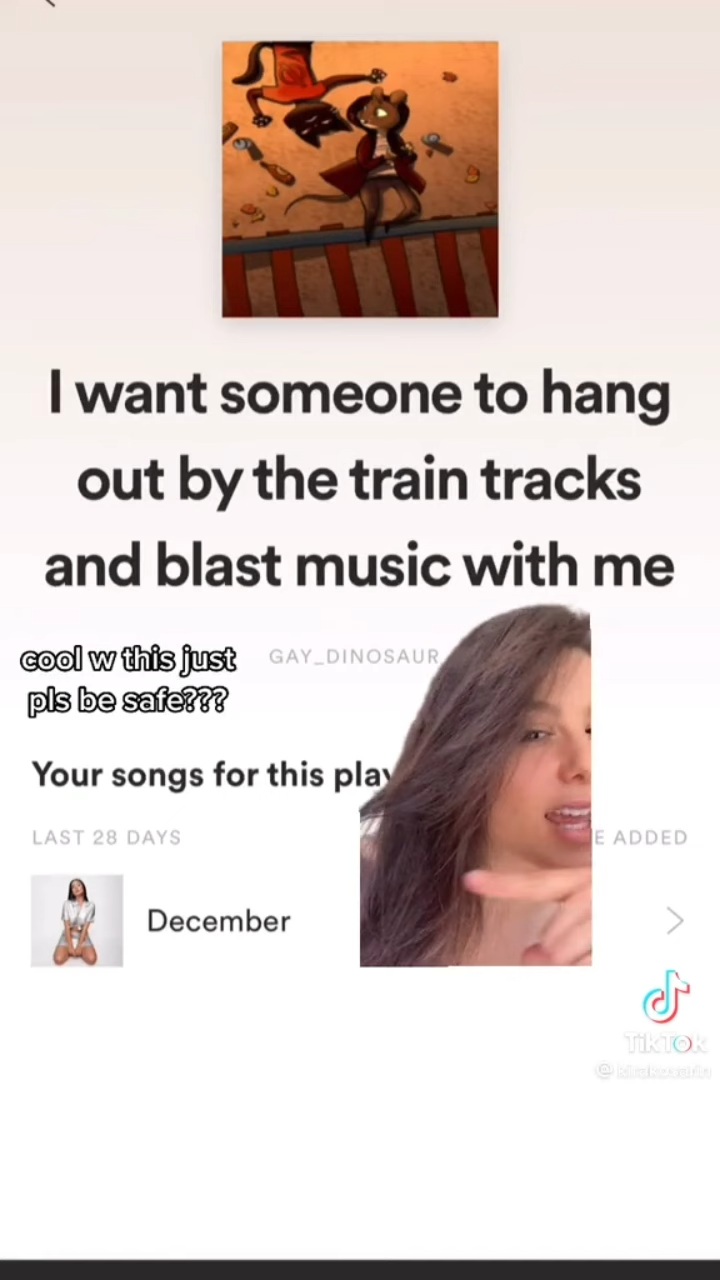 I want someone to hang
out by the train tracks
and blast music with me
cool w this just
pls be safe???
GAY_DINOSAUR
Your songs for this play
LAST 28 DAYS
E ADDED
December
TikTok